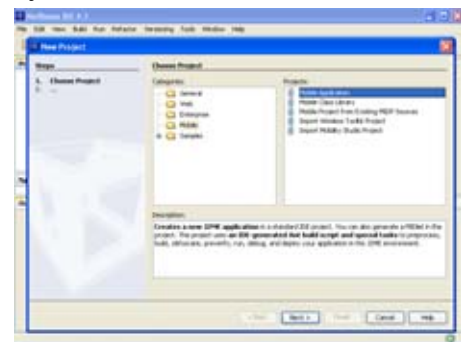 NetBeans IDE 4.1
File Edit View Build Run Refactor Versioning Tools Window Help
New Project
Steps
1. Choose Project
2. ...
Choose Project
Categories:
General
Web
Enterprise
Mobile
Samples
Projects:
Mobile Application
Mobile Class Library
Mobile Project from Existing MIDP Sources
Import Wireless Toolkit Project
Import Mobility Studio Project
Description:
Creates a new J2ME application in a standard IDE project. You can also generate a MIDlet in the
project. The project uses an IDE-generated Ant build script and special tasks to preprocess,
build, obfuscate, preverify, run, debug, and deploy your application in the J2ME environment.
< Back Next > Finish Cancel Help